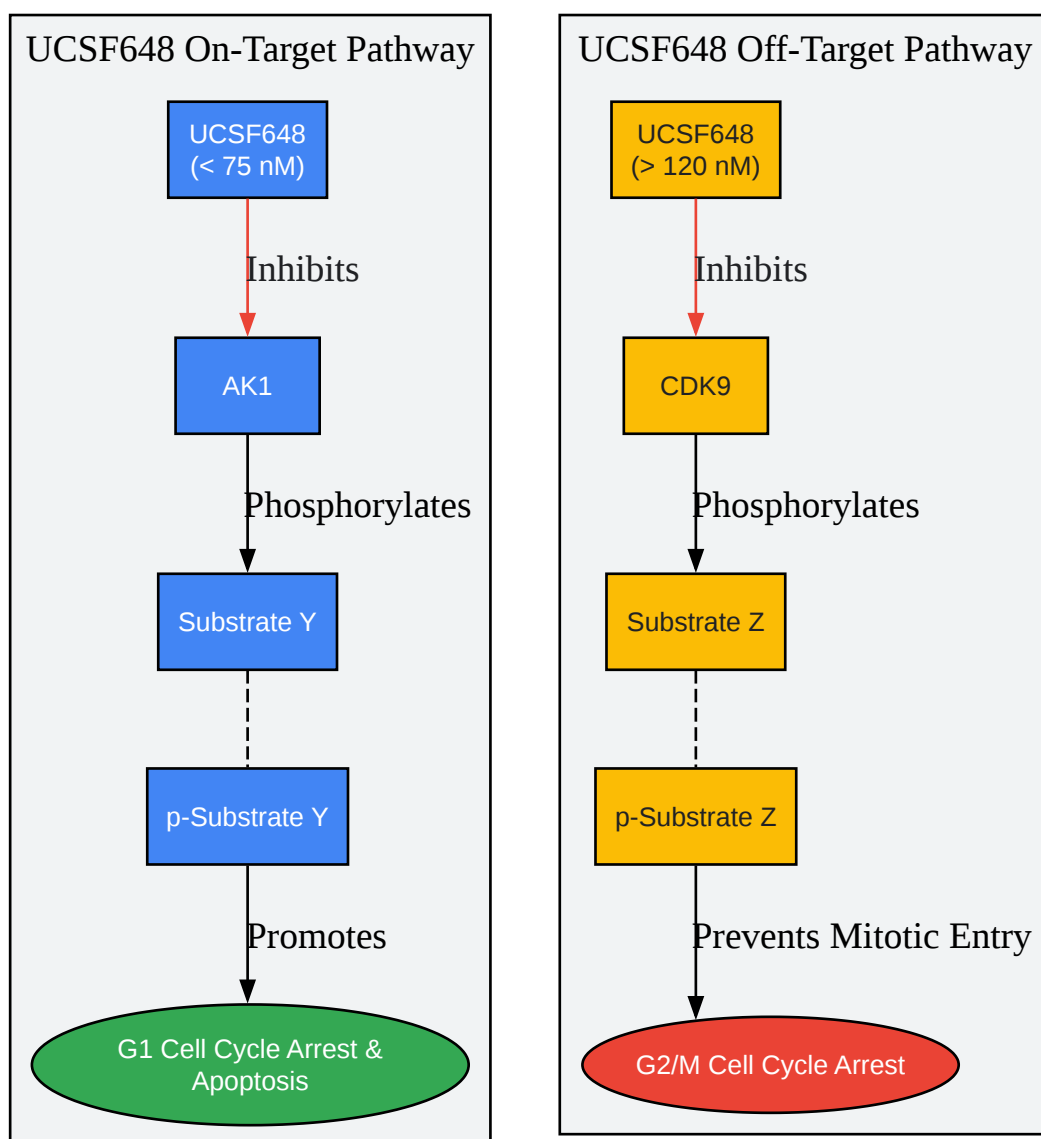 UCSF648 On-Target Pathway
UCSF648
(< 75 nM)
Inhibits
AK1
Phosphorylates
Substrate Y
p-Substrate Y
Promotes
G1 Cell Cycle Arrest &
Apoptosis
UCSF648 Off-Target Pathway
UCSF648
(> 120 nM)
Inhibits
CDK9
Phosphorylates
Substrate Z
p-Substrate Z
Prevents Mitotic Entry
G2/M Cell Cycle Arrest